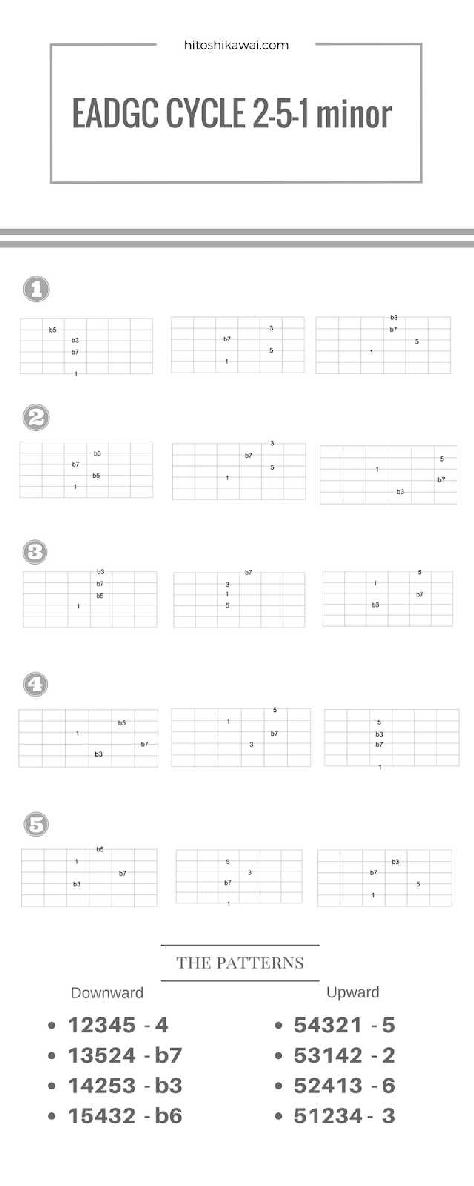 hitoshikawai.com
EADGC CYCLE 2-5-1 minor
1
b5
b3
b7
1
3
b7
5
1
b3
b7
5
1
2
b3
b7
b5
1
3
b7
5
1
5
1
b7
b3
3
b3
b7
b5
1
b7
3
1
5
5
1
b7
b3
4
b5
1
b7
b3
5
1
b7
3
5
b3
b7
1
5
b5
1
b7
b3
5
3
b7
1
b3
b7
5
1
THE PATTERNS
Downward
Upward
• 12345 - 4
• 54321 - 5
• 13524 - b7
• 53142 - 2
• 14253 - b3
• 52413 - 6
• 15432 - b6
• 51234 - 3